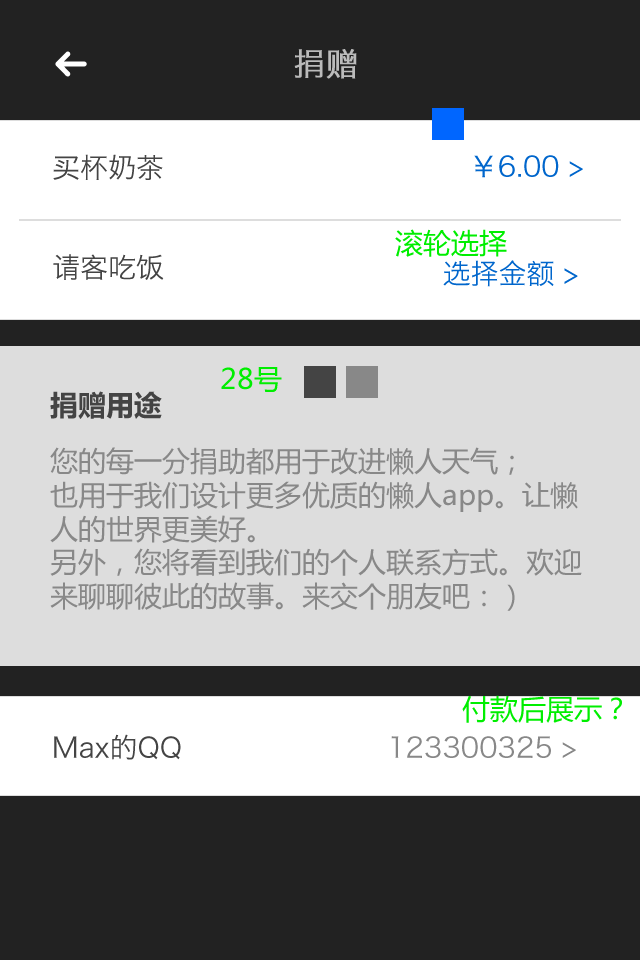 捐赠
买杯奶茶
￥6.00 >
滚轮选择
请客吃饭
选择金额 >
28号
捐赠用途
您的每一分捐助都用于改进懒人天气；
也用于我们设计更多优质的懒人app。让懒
人的世界更美好。
另外，您将看到我们的个人联系方式。欢迎
来聊聊彼此的故事。来交个朋友吧：）
付款后展示？
Max的QQ
123300325 >